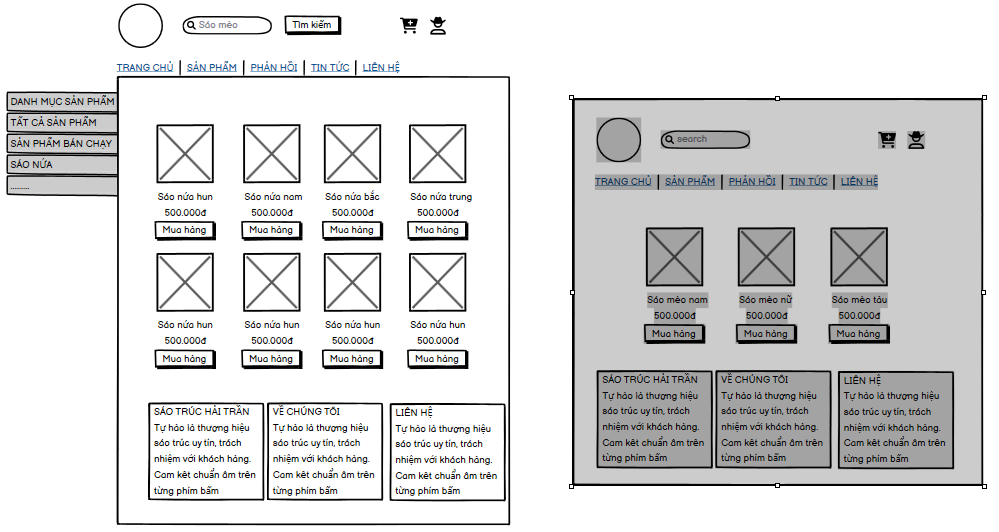 Sáo mèo
Tìm kiếm
TRANG CHỦ | SẢN PHẨM | PHẢN HỒI | TIN TỨC | LIÊN HỆ
DANH MỤC SẢN PHẨM
TẤT CẢ SẢN PHẨM
SẢN PHẨM BÁN CHẠY
SÁO NỨA
.........
Sáo nứa hun
Sáo nứa nam
Sáo nứa bắc
Sáo nứa trung
500.000đ
500.000đ
500.000đ
500.000đ
Mua hàng
Mua hàng
Mua hàng
Mua hàng
Sáo nứa hun
Sáo nứa hun
Sáo nứa hun
Sáo nứa hun
500.000đ
500.000đ
500.000đ
500.000đ
Mua hàng
Mua hàng
Mua hàng
Mua hàng
SÁO TRÚC HẢI TRẦN
Tự hào là thượng hiệu
sáo trúc uy tín, trách
nhiệm với khách hàng.
Cam kêt chuẩn âm trên
từng phím bấm
VỀ CHÚNG TÔI
Tự hào là thượng hiệu
sáo trúc uy tín, trách
nhiệm với khách hàng.
Cam kêt chuẩn âm trên
từng phím bấm
LIÊN HỆ
Tự hào là thượng hiệu
sáo trúc uy tín, trách
nhiệm với khách hàng.
Cam kêt chuẩn âm trên
từng phím bấm
search
TRANG CHỦ | SẢN PHẨM | PHẢN HỒI | TIN TỨC | LIÊN HỆ
Sáo mèo nam
Sáo mèo nữ
Sáo mèo tàu
500.000đ
500.000đ
500.000đ
Mua hàng
Mua hàng
Mua hàng
SÁO TRÚC HẢI TRẦN
Tự hào là thượng hiệu
sáo trúc uy tín, trách
nhiệm với khách hàng.
Cam kêt chuẩn âm trên
từng phím bấm
VỀ CHÚNG TÔI
Tự hào là thượng hiệu
sáo trúc uy tín, trách
nhiệm với khách hàng.
Cam kêt chuẩn âm trên
từng phím bấm
LIÊN HỆ
Tự hào là thượng hiệu
sáo trúc uy tín, trách
nhiệm với khách hàng.
Cam kêt chuẩn âm trên
từng phím bấm